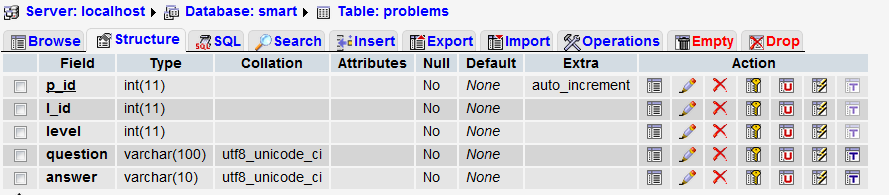 Server: localhost Database: smart Table: problems
Browse Structure SQL Search Insert Export Import Operations Empty Drop
Field Type Collation Attributes Null Default Extra Action
p_id int(11) No None auto_increment
l_id int(11) No None
level int(11) No None
question varchar(100) utf8_unicode_ci No None
answer varchar(10) utf8_unicode_ci No None